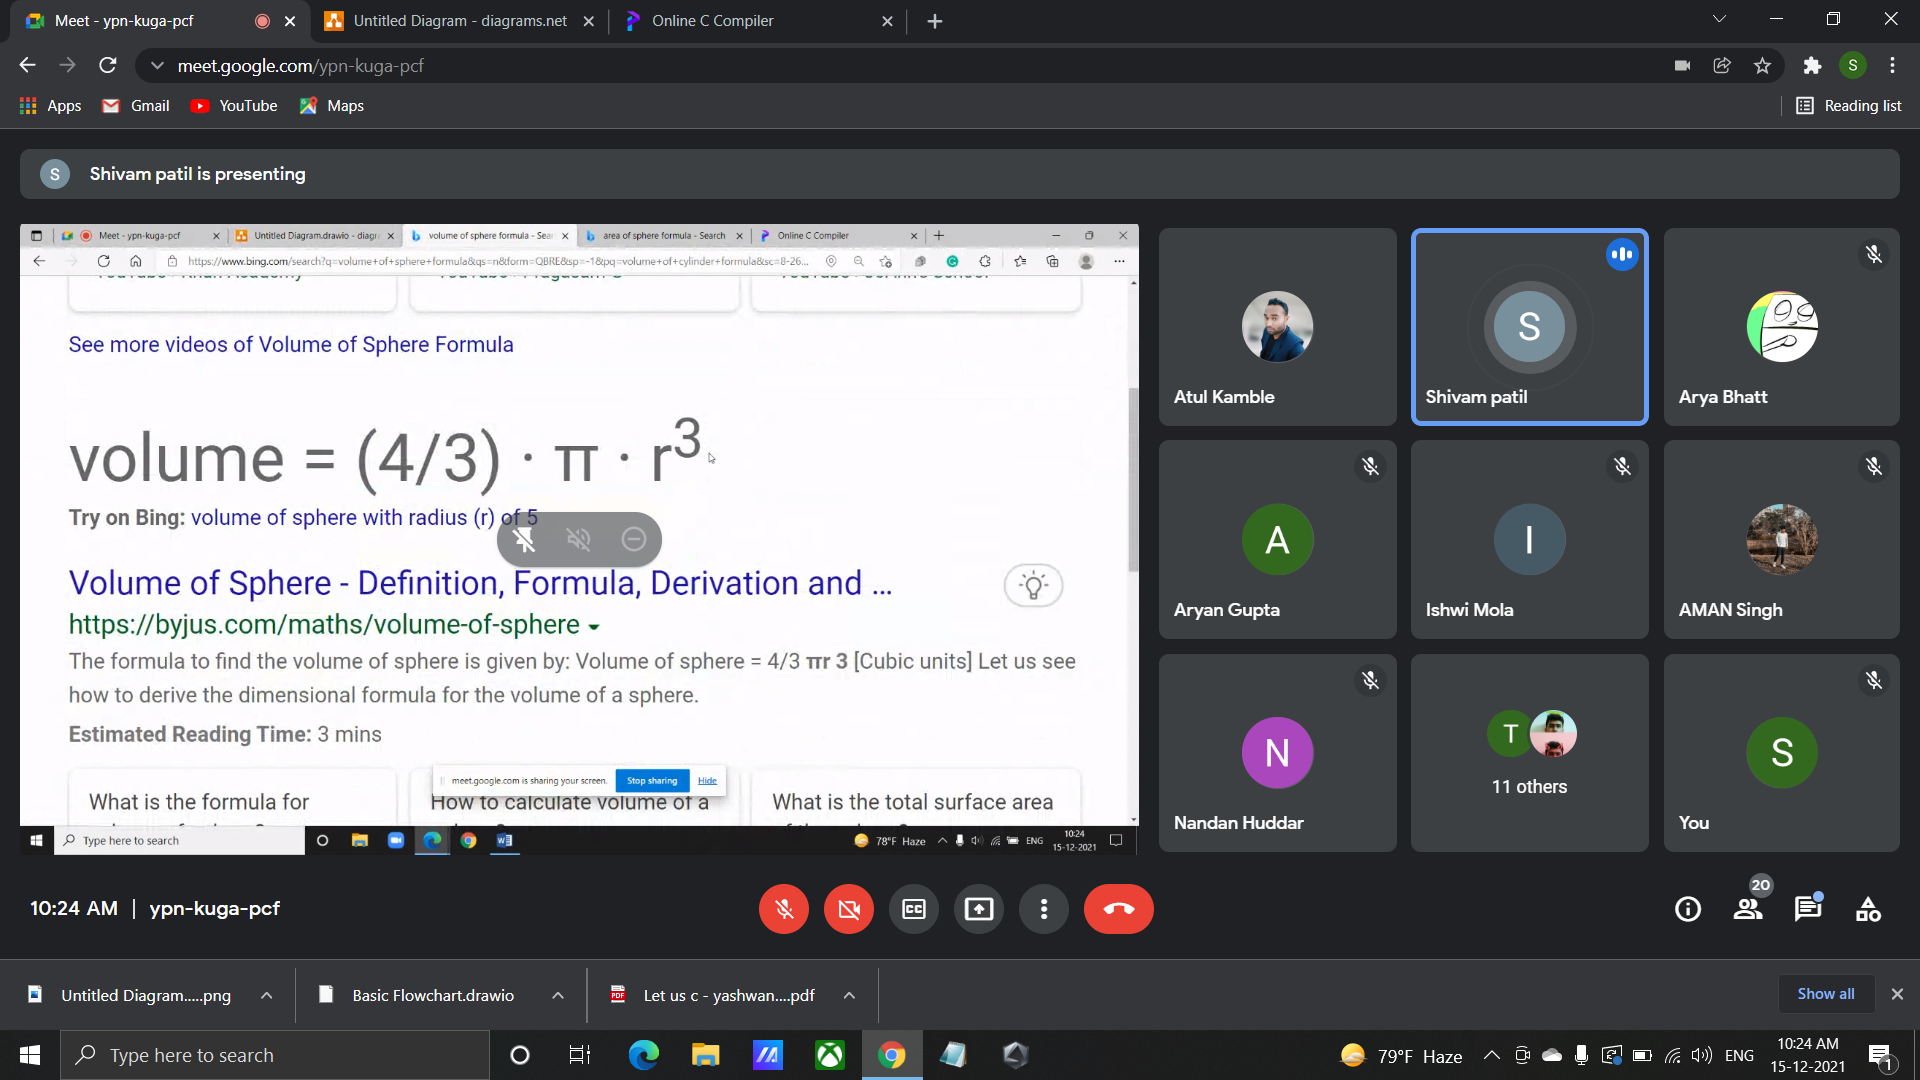 Meet - ypn-kuga-pcf
Untitled Diagram - diagrams.net
Online C Compiler
meet.google.com/ypn-kuga-pcf
S
Apps
Gmail
YouTube
Maps
Reading list
S
Shivam patil is presenting
Meet - ypn-kuga-pcf
Untitled Diagram.drawio - diagr
volume of sphere formula - Sear
area of sphere formula - Search
Online C Compiler
https://www.bing.com/search?q=volume+of+sphere+formula&qs=n&form=QBRE&sp=-1&pq=volume+of+cylinder+formula&sc=8-26...
See more videos of Volume of Sphere Formula
volume = (4/3) · π · r³
Try on Bing: volume of sphere with radius (r) of 5
Volume of Sphere - Definition, Formula, Derivation and ...
https://byjus.com/maths/volume-of-sphere
The formula to find the volume of sphere is given by: Volume of sphere = 4/3 πr 3 [Cubic units] Let us see
how to derive the dimensional formula for the volume of a sphere.
Estimated Reading Time: 3 mins
meet.google.com is sharing your screen.
Stop sharing
Hide
What is the formula for
How to calculate volume of a
What is the total surface area
Type here to search
78°F Haze
ENG
10:24
15-12-2021
Atul Kamble
S
Shivam patil
Arya Bhatt
A
Aryan Gupta
I
Ishwi Mola
AMAN Singh
N
Nandan Huddar
T
11 others
S
You
10:24 AM | ypn-kuga-pcf
CC
20
Untitled Diagram.....png
Basic Flowchart.drawio
PDF
Let us c - yashwan....pdf
Show all
Type here to search
79°F Haze
ENG
10:24 AM
15-12-2021
1